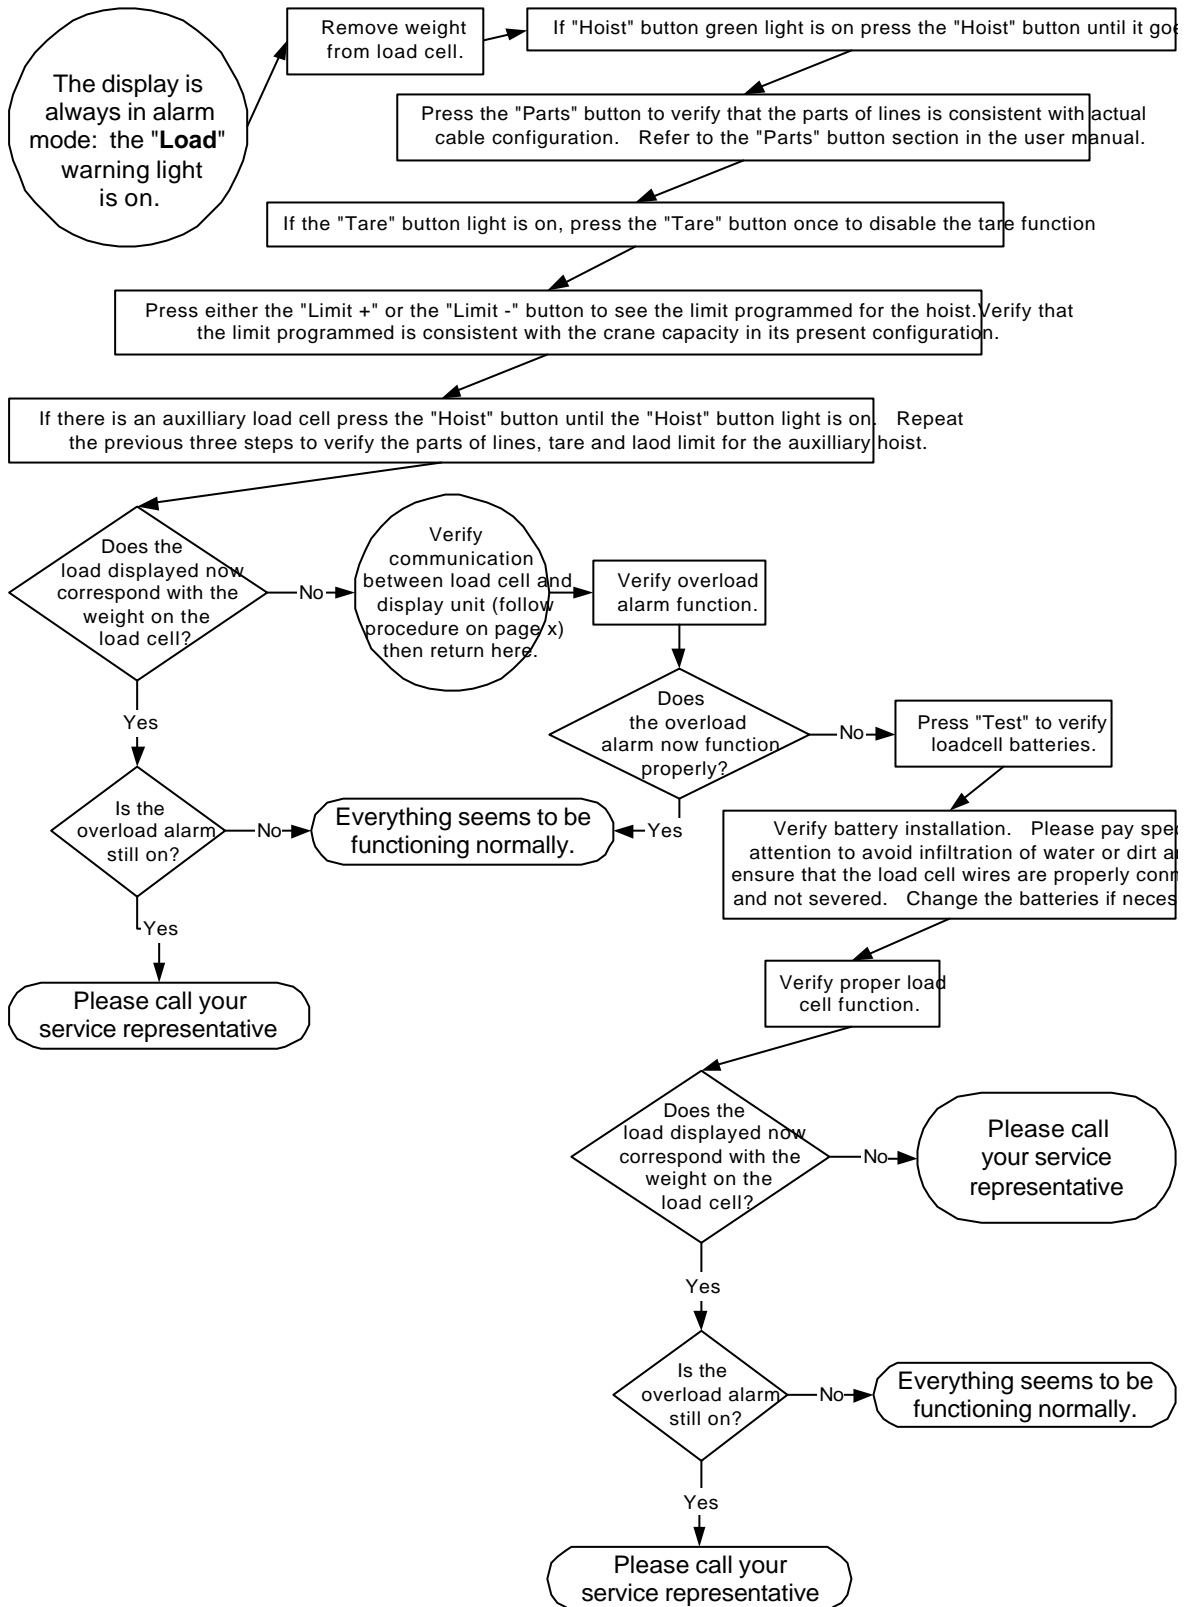 The display is
always in alarm
mode: the "Load"
warning light
is on.
Remove weight
from load cell.
If "Hoist" button green light is on press the "Hoist" button until it
Press the "Parts" button to verify that the parts of lines is consistent with actual
cable configuration. Refer to the "Parts" button section in the user manual.
If the "Tare" button light is on, press the "Tare" button once to disable the tare function
Press either the "Limit +" or the "Limit -" button to see the limit programmed for the hoist.Verify that
the limit programmed is consistent with the crane capacity in its present configuration.
If there is an auxilliary load cell press the "Hoist" button until the "Hoist" button light is on. Repeat
the previous three steps to verify the parts of lines, tare and laod limit for the auxilliary hoist.
Does the
load displayed now
correspond with the
weight on the
load cell?
No
Verify
communication
between load cell and
display unit (follow
procedure on page x)
then return here.
Verify overload
alarm function.
Yes
Does
the overload
alarm now function
properly?
No
Press "Test" to verify
loadcell batteries.
Is the
overload alarm
still on?
No
Everything seems to be
functioning normally.
Yes
Verify battery installation. Please pay
attention to avoid infiltration of water or dirt
ensure that the load cell wires are properly
and not severed. Change the batteries if
Yes
Please call your
service representative
Verify proper load
cell function.
Does the
load displayed now
correspond with the
weight on the
load cell?
No
Please call
your service
representative
Yes
Is the
overload alarm
still on?
No
Everything seems to be
functioning normally.
Yes
Please call your
service representative